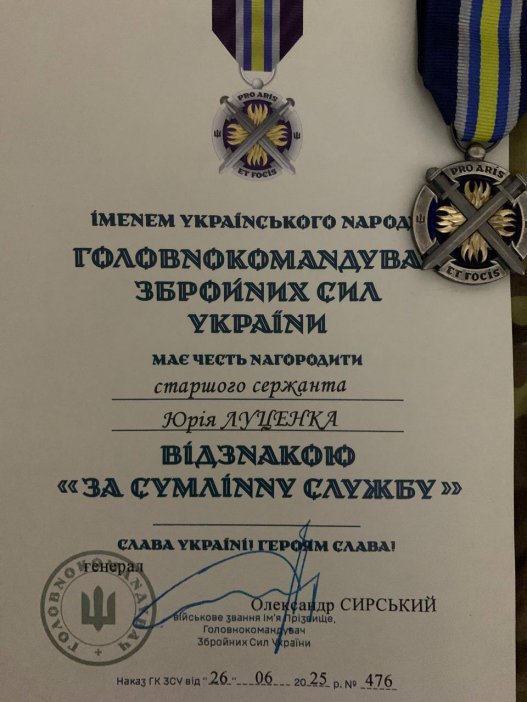 PRO ARIS
ET FOCIS
PRO ARIS
ET FOCIS
ІМЕНЕМ УКРАЇНСЬКОГО НАРОД
ГОЛОВНОКОМАНДУВА
ЗБРОЙНИХ СИЛ
УКРАЇНИ
МАЄ ЧЕСТЬ НАГОРОДИТИ
старшого сержанта
Юрія ЛУЦЕНКА
ВІДЗНАКОЮ
«ЗА СУМЛІННУ СЛУЖБУ»
СЛАВА УКРАЇНІ! ГЕРОЯМ СЛАВА!
генерал
ГОЛОВНОКОМАНДУВАЧ
Олександр СИРСЬКИЙ
військове звання Ім'я Прізвище,
Головнокомандувач
Збройних Сил України
Наказ ГК ЗСУ від "26" 06 2025 р. № 476